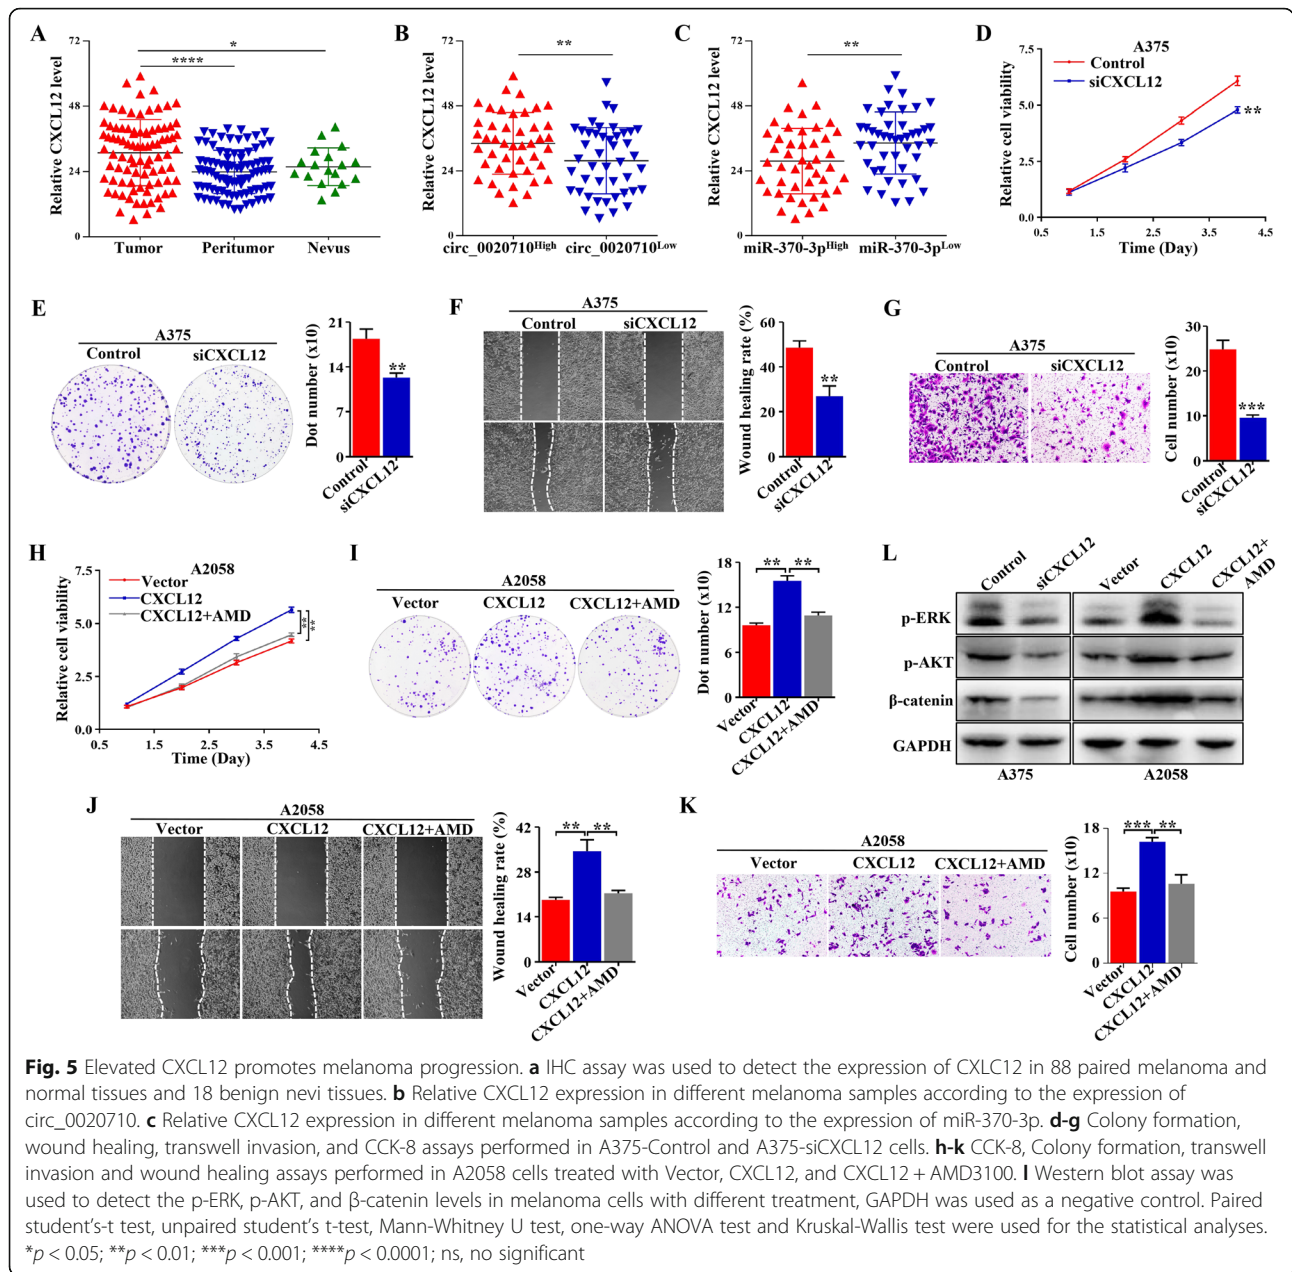 A
Relative CXCL12 level
72
48
24
0
*
****
Tumor
Peritumor
Nevus
B
Relative CXCL12 level
72
48
24
0
**
circ_0020710High
circ_0020710Low
C
Relative CXCL12 level
72
48
24
0
**
miR-370-3pHigh
miR-370-3pLow
D
A375
Control
siCXCL12
Relative cell viability
7.5
5.0
2.5
0.0
**
0.5 1.5 2.5 3.5 4.5
Time (Day)
E
A375
Control
siCXCL12
Dot number (x10)
21
14
7
0
**
Control
siCXCL12
F
A375
Control
siCXCL12
Wound healing rate (%)
60
40
20
0
**
Control
siCXCL12
G
A375
Control
siCXCL12
Cell number (x10)
30
20
10
0
***
Control
siCXCL12
H
A2058
Vector
CXCL12
CXCL12+AMD
Relative cell viability
7.5
5.0
2.5
0.0
**
**
0.5 1.5 2.5 3.5 4.5
Time (Day)
I
A2058
Vector
CXCL12
CXCL12+AMD
Dot number (x10)
18
12
6
0
** **
Vector
CXCL12
CXCL12+AMD
L
Control
siCXCL12
Vector
CXCL12
CXCL12+
AMD
p-ERK
p-AKT
β-catenin
GAPDH
A375
A2058
J
A2058
Vector
CXCL12
CXCL12+AMD
Wound healing rate (%)
42
28
14
0
** **
Vector
CXCL12
CXCL12+AMD
K
A2058
Vector
CXCL12
CXCL12+AMD
Cell number (x10)
18
12
6
0
*** **
Vector
CXCL12
CXCL12+AMD
Fig. 5 Elevated CXCL12 promotes melanoma progression. a IHC assay was used to detect the expression of CXLC12 in 88 paired melanoma and
normal tissues and 18 benign nevi tissues. b Relative CXCL12 expression in different melanoma samples according to the expression of
circ_0020710. c Relative CXCL12 expression in different melanoma samples according to the expression of miR-370-3p. d-g Colony formation,
wound healing, transwell invasion, and CCK-8 assays performed in A375-Control and A375-siCXCL12 cells. h-k CCK-8, Colony formation, transwell
invasion and wound healing assays performed in A2058 cells treated with Vector, CXCL12, and CXCL12 + AMD3100. l Western blot assay was
used to detect the p-ERK, p-AKT, and β-catenin levels in melanoma cells with different treatment, GAPDH was used as a negative control. Paired
student's-t test, unpaired student's t-test, Mann-Whitney U test, one-way ANOVA test and Kruskal-Wallis test were used for the statistical analyses.
*p < 0.05; **p < 0.01; ***p < 0.001; ****p < 0.0001; ns, no significant